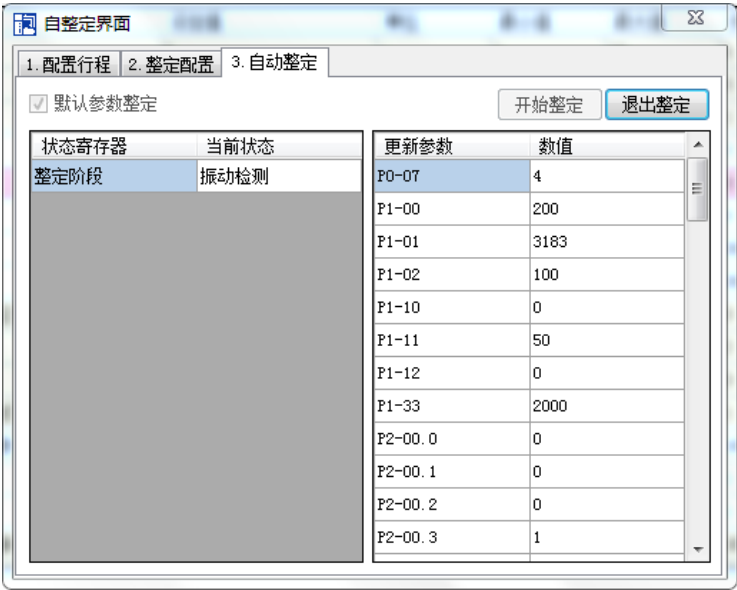 自整定界面
1.配置行程 2.整定配置 3.自动整定
默认参数整定 开始整定 退出整定
状态寄存器 当前状态 更新参数 数值
整定阶段 振动检测 P0-07 4
P1-00 200
P1-01 3183
P1-02 100
P1-10 0
P1-11 50
P1-12 0
P1-33 2000
P2-00.0 0
P2-00.1 0
P2-00.2 0
P2-00.3 1